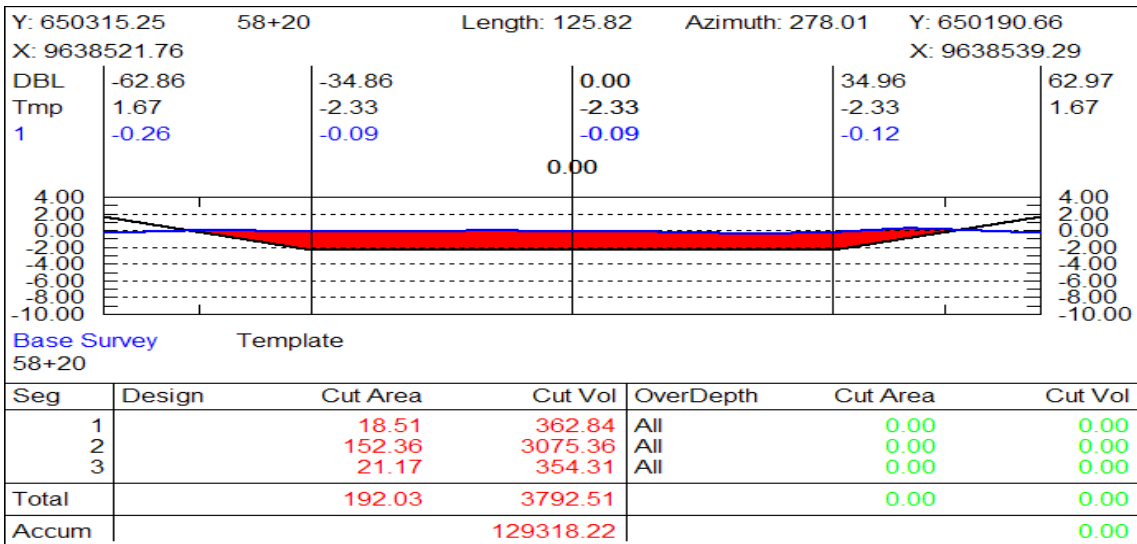 Y: 650315.25 58+20 Length: 125.82 Azimuth: 278.01 Y: 650190.66
X: 9638521.76 X: 9638539.29
DBL -62.86 -34.86 0.00 34.96 62.97
Tmp 1.67 -2.33 -2.33 -2.33 1.67
1 -0.26 -0.09 -0.09 -0.12
0.00
4.00 4.00
2.00 2.00
0.00 0.00
-2.00 -2.00
-4.00 -4.00
-6.00 -6.00
-8.00 -8.00
-10.00 -10.00
Base Survey Template
58+20
Seg Design Cut Area Cut Vol OverDepth Cut Area Cut Vol
1 18.51 362.84 All 0.00 0.00
2 152.36 3075.36 All 0.00 0.00
3 21.17 354.31 All 0.00 0.00
Total 192.03 3792.51 0.00 0.00
Accum 129318.22 0.00